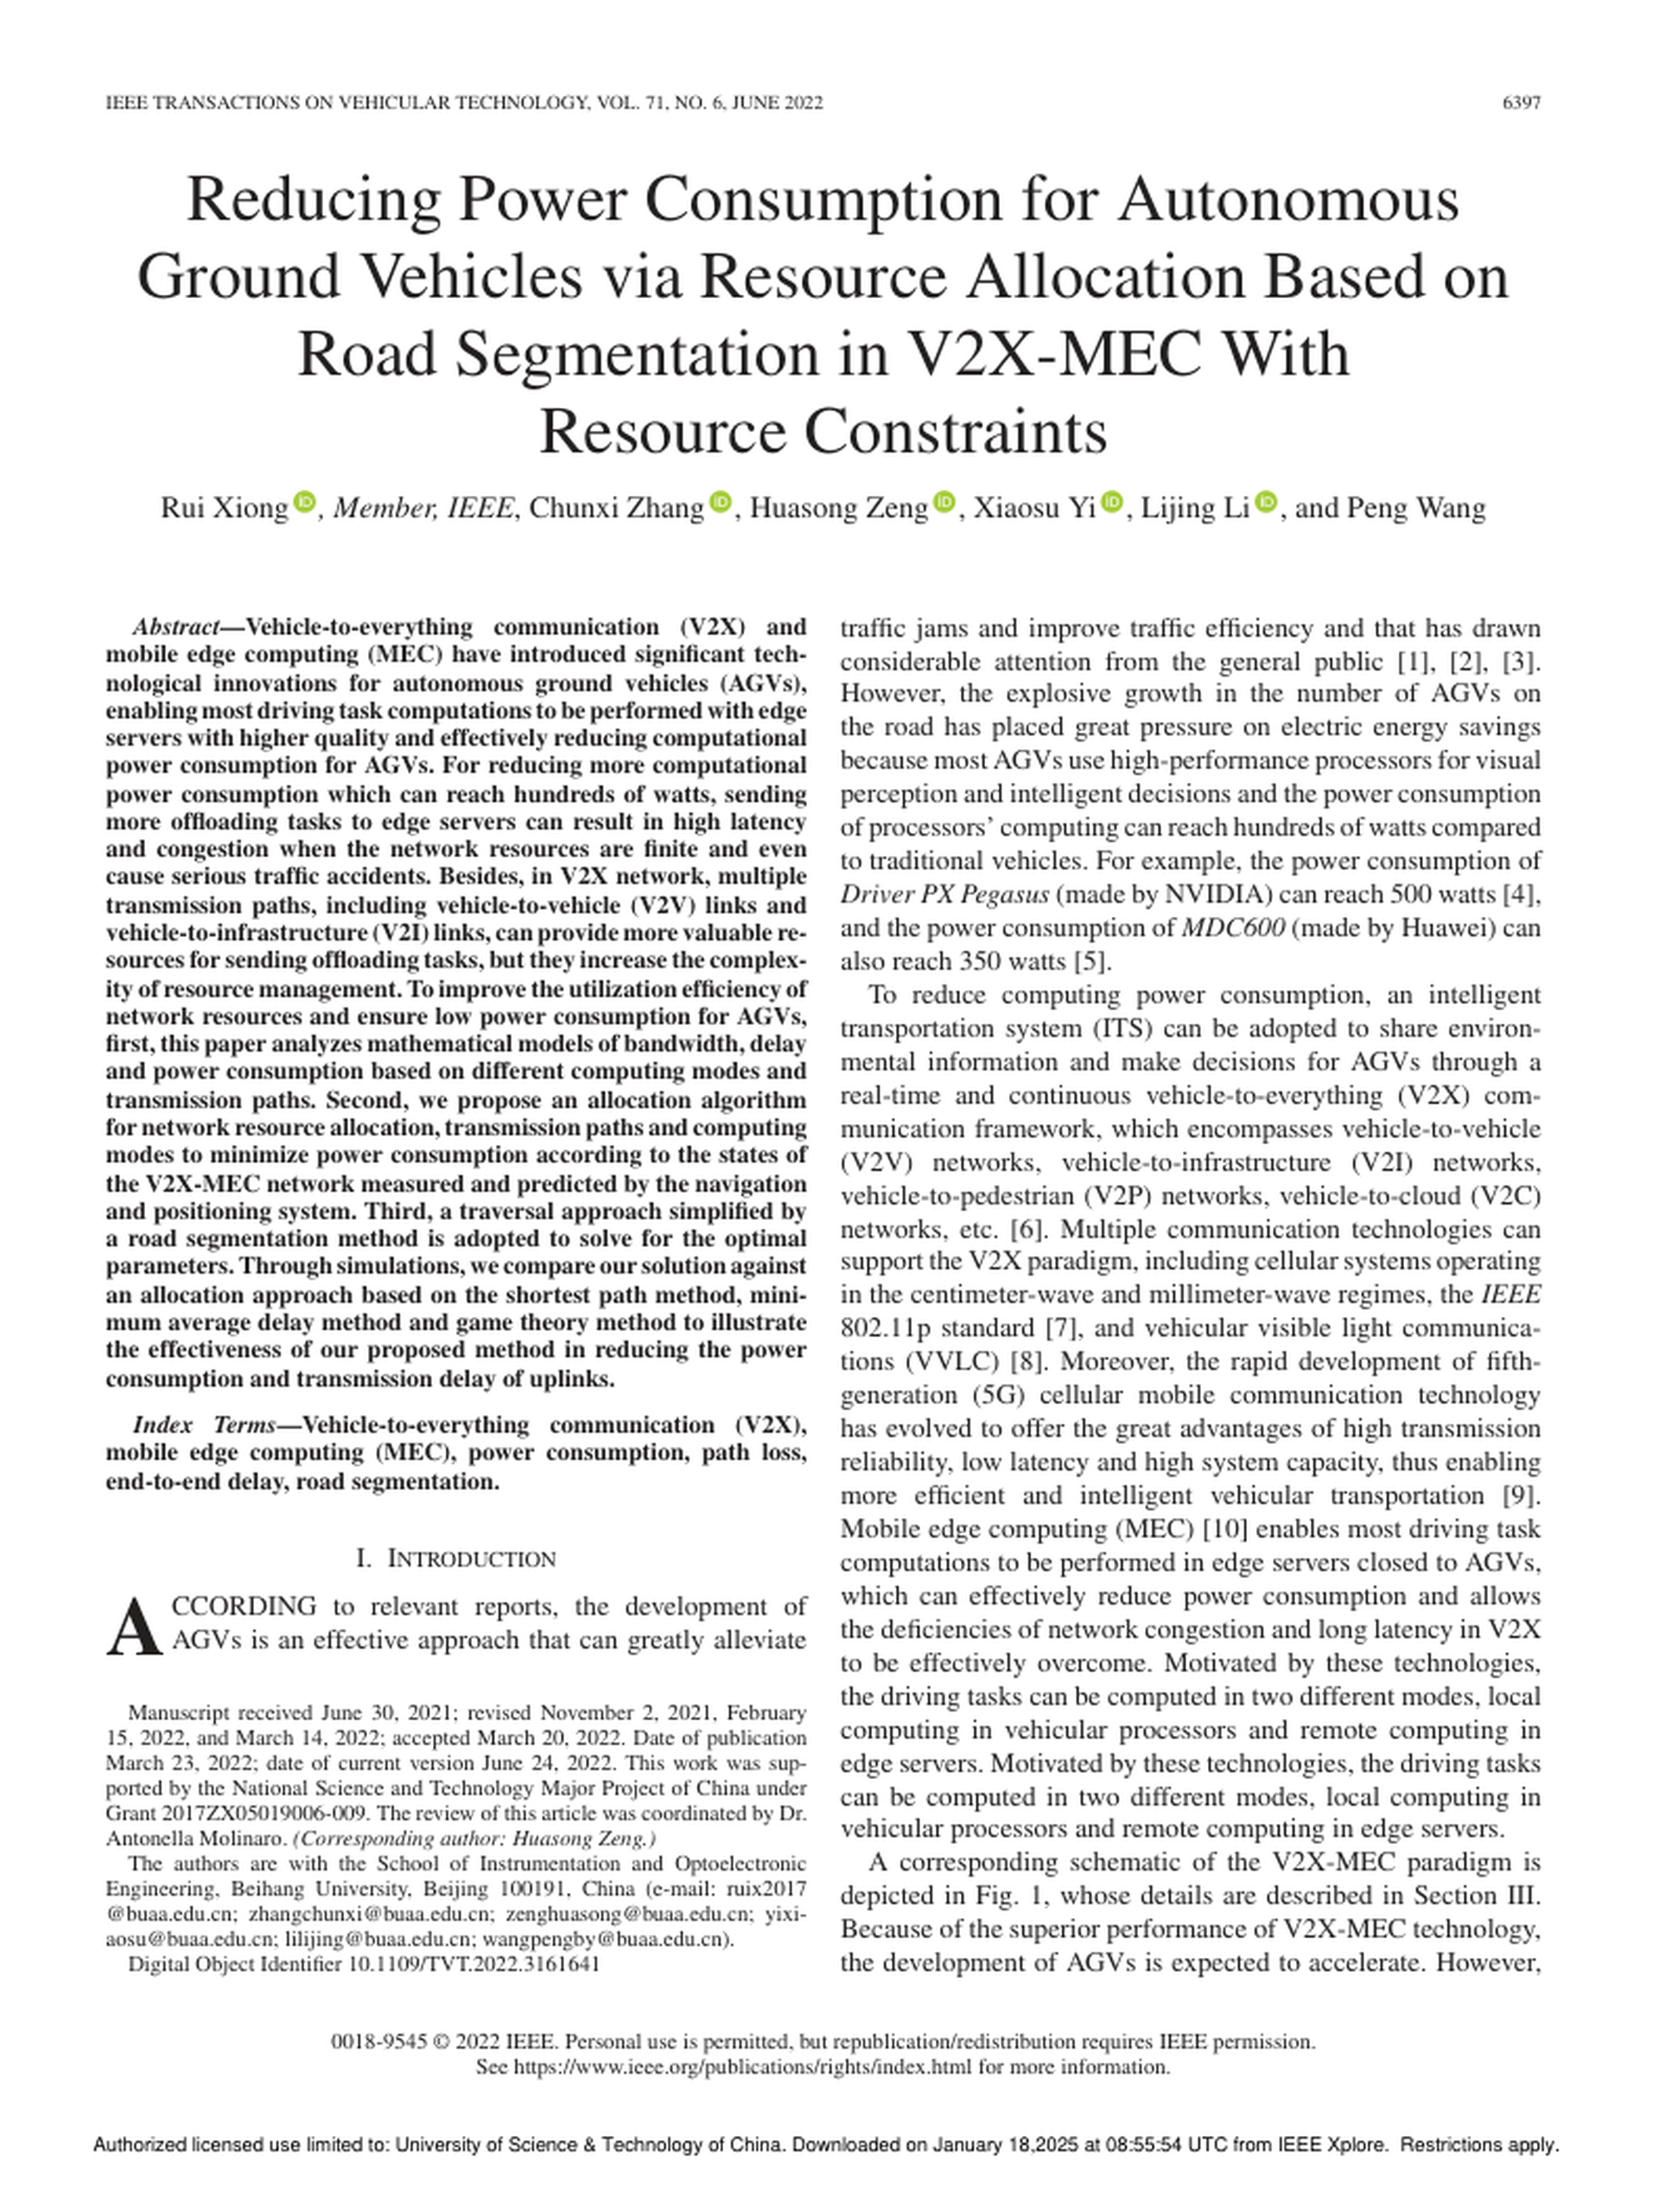 IEEE TRANSACTIONS ON VEHICULAR TECHNOLOGY, VOL. 71, NO. 6, JUNE 2022
6397
Reducing Power Consumption for Autonomous
Ground Vehicles via Resource Allocation Based on
Road Segmentation in V2X-MEC With
Resource Constraints
Rui Xiong, Member, IEEE, Chunxi Zhang, Huasong Zeng, Xiaosu Yi, Lijing Li, and Peng Wang
Abstract—Vehicle-to-everything communication (V2X) and
mobile edge computing (MEC) have introduced significant tech-
nological innovations for autonomous ground vehicles (AGVs),
enabling most driving task computations to be performed with edge
servers with higher quality and effectively reducing computational
power consumption for AGVs. For reducing more computational
power consumption which can reach hundreds of watts, sending
more offloading tasks to edge servers can result in high latency
and congestion when the network resources are finite and even
cause serious traffic accidents. Besides, in V2X network, multiple
transmission paths, including vehicle-to-vehicle (V2V) links and
vehicle-to-infrastructure (V2I) links, can provide more valuable re-
sources for sending offloading tasks, but they increase the complex-
ity of resource management. To improve the utilization efficiency of
network resources and ensure low power consumption for AGVs,
first, this paper analyzes mathematical models of bandwidth, delay
and power consumption based on different computing modes and
transmission paths. Second, we propose an allocation algorithm
for network resource allocation, transmission paths and computing
modes to minimize power consumption according to the states of
the V2X-MEC network measured and predicted by the navigation
and positioning system. Third, a traversal approach simplified by
a road segmentation method is adopted to solve for the optimal
parameters. Through simulations, we compare our solution against
an allocation approach based on the shortest path method, mini-
mum average delay method and game theory method to illustrate
the effectiveness of our proposed method in reducing the power
consumption and transmission delay of uplinks.
Index Terms—Vehicle-to-everything communication (V2X),
mobile edge computing (MEC), power consumption, path loss,
end-to-end delay, road segmentation.
I. INTRODUCTION
ACCORDING to relevant reports, the development of
AGVs is an effective approach that can greatly alleviate
Manuscript received June 30, 2021; revised November 2, 2021, February
15, 2022, and March 14, 2022; accepted March 20, 2022. Date of publication
March 23, 2022; date of current version June 24, 2022. This work was sup-
ported by the National Science and Technology Major Project of China under
Grant 2017ZX05019006-009. The review of this article was coordinated by Dr.
Antonella Molinaro. (Corresponding author: Huasong Zeng.)
The authors are with the School of Instrumentation and Optoelectronic
Engineering, Beihang University, Beijing 100191, China (e-mail: ruix2017
@buaa.edu.cn; zhangchunxi@buaa.edu.cn; zenghuasong@buaa.edu.cn; yixi-
aosu@buaa.edu.cn; lilijing@buaa.edu.cn; wangpengby@buaa.edu.cn).
Digital Object Identifier 10.1109/TVT.2022.3161641
traffic jams and improve traffic efficiency and that has drawn
considerable attention from the general public [1], [2], [3].
However, the explosive growth in the number of AGVs on
the road has placed great pressure on electric energy savings
because most AGVs use high-performance processors for visual
perception and intelligent decisions and the power consumption
of processors' computing can reach hundreds of watts compared
to traditional vehicles. For example, the power consumption of
Driver PX Pegasus (made by NVIDIA) can reach 500 watts [4],
and the power consumption of MDC600 (made by Huawei) can
also reach 350 watts [5].
To reduce computing power consumption, an intelligent
transportation system (ITS) can be adopted to share environ-
mental information and make decisions for AGVs through a
real-time and continuous vehicle-to-everything (V2X) com-
munication framework, which encompasses vehicle-to-vehicle
(V2V) networks, vehicle-to-infrastructure (V2I) networks,
vehicle-to-pedestrian (V2P) networks, vehicle-to-cloud (V2C)
networks, etc. [6]. Multiple communication technologies can
support the V2X paradigm, including cellular systems operating
in the centimeter-wave and millimeter-wave regimes, the IEEE
802.11p standard [7], and vehicular visible light communica-
tions (VVLC) [8]. Moreover, the rapid development of fifth-
generation (5G) cellular mobile communication technology
has evolved to offer the great advantages of high transmission
reliability, low latency and high system capacity, thus enabling
more efficient and intelligent vehicular transportation [9].
Mobile edge computing (MEC) [10] enables most driving task
computations to be performed in edge servers closed to AGVs,
which can effectively reduce power consumption and allows
the deficiencies of network congestion and long latency in V2X
to be effectively overcome. Motivated by these technologies,
the driving tasks can be computed in two different modes, local
computing in vehicular processors and remote computing in
edge servers. Motivated by these technologies, the driving tasks
can be computed in two different modes, local computing in
vehicular processors and remote computing in edge servers.
A corresponding schematic of the V2X-MEC paradigm is
depicted in Fig. 1, whose details are described in Section III.
Because of the superior performance of V2X-MEC technology,
the development of AGVs is expected to accelerate. However,
0018-9545 © 2022 IEEE. Personal use is permitted, but republication/redistribution requires IEEE permission.
See https://www.ieee.org/publications/rights/index.html for more information.
Authorized licensed use limited to: University of Science & Technology of China. Downloaded on January 18,2025 at 08:55:54 UTC from IEEE Xplore. Restrictions apply.